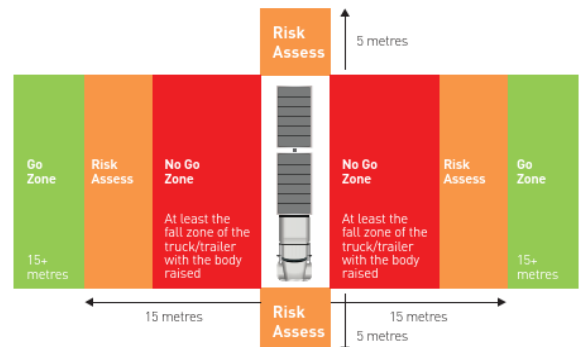 Risk
Assess
5 metres
Go
Zone
Risk
Assess
No Go
Zone
No Go
Zone
Risk
Assess
Go
Zone
At least the
fall zone of the
truck/trailer
with the body
raised
At least the
fall zone of the
truck/trailer
with the body
raised
15+
metres
15+
metres
15 metres
Risk
Assess
15 metres
5 metres